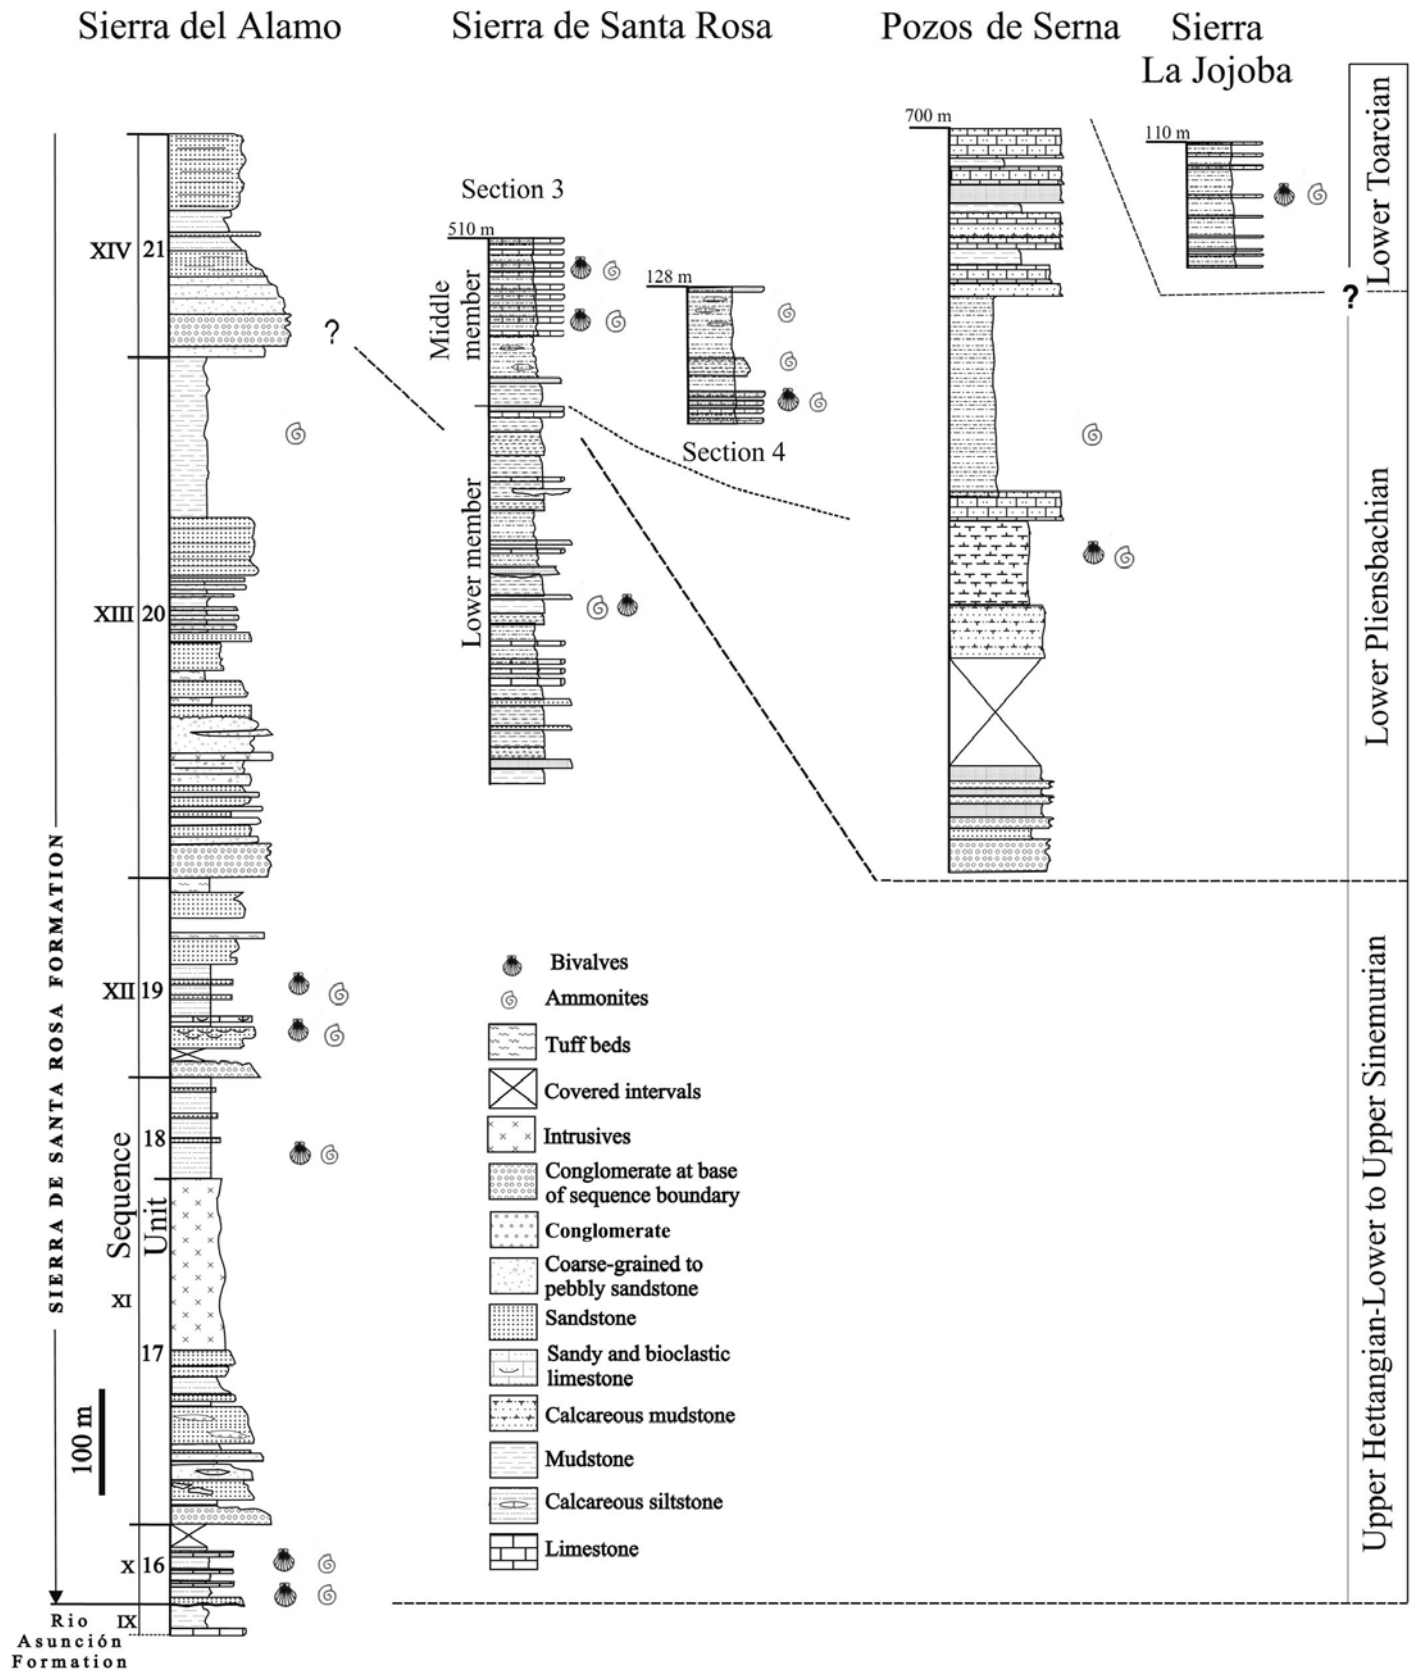 Sierra del Alamo
Sierra de Santa Rosa
Pozos de Serna
Sierra
La Jojoba
Lower Toarcian
700 m
110 m
Section 3
510 m
128 m
XIV 21
Middle
member
?
?
Section 4
Lower member
Lower Pliensbachian
XIII 20
SIERRA DE SANTA ROSA FORMATION
XII 19
18
Sequence
Unit
XI
17
100 m
X 16
Rio IX
Asunción
Formation
Bivalves
Ammonites
Tuff beds
Covered intervals
Intrusives
Conglomerate at base
of sequence boundary
Conglomerate
Coarse-grained to
pebbly sandstone
Sandstone
Sandy and bioclastic
limestone
Calcareous mudstone
Mudstone
Calcareous siltstone
Limestone
Upper Hettangian-Lower to Upper Sinemurian